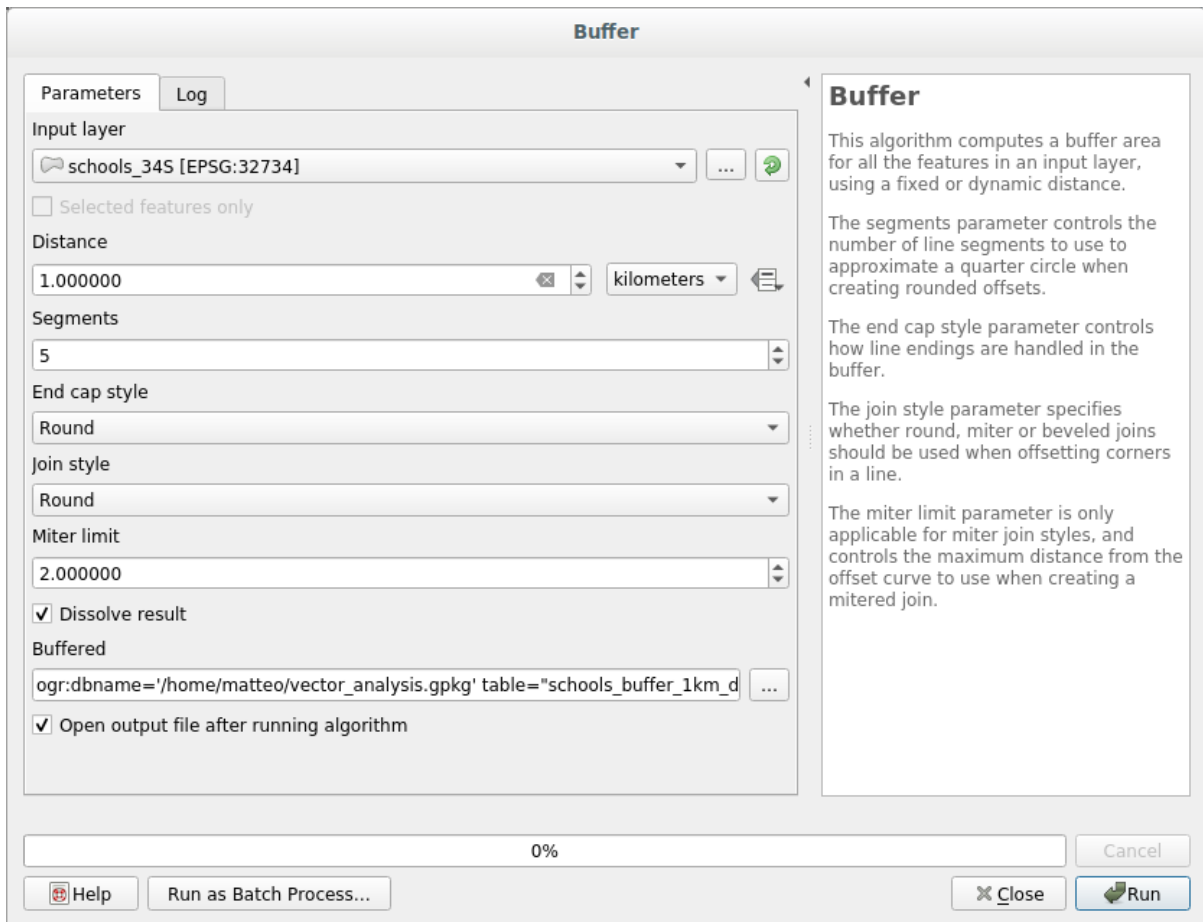 Buffer
Parameters
Log
Input layer
schools_34S [EPSG:32734]
...
Selected features only
Distance
1.000000
kilometers
Segments
5
End cap style
Round
Join style
Round
Miter limit
2.000000
Dissolve result
Buffered
ogr:dbname='/home/matteo/vector_analysis.gpkg' table="schools_buffer_1km_d
...
Open output file after running algorithm
Buffer
This algorithm computes a buffer area
for all the features in an input layer,
using a fixed or dynamic distance.
The segments parameter controls the
number of line segments to use to
approximate a quarter circle when
creating rounded offsets.
The end cap style parameter controls
how line endings are handled in the
buffer.
The join style parameter specifies
whether round, miter or beveled joins
should be used when offsetting corners
in a line.
The miter limit parameter is only
applicable for miter join styles, and
controls the maximum distance from the
offset curve to use when creating a
mitered join.
0%
Cancel
Help
Run as Batch Process...
Close
Run